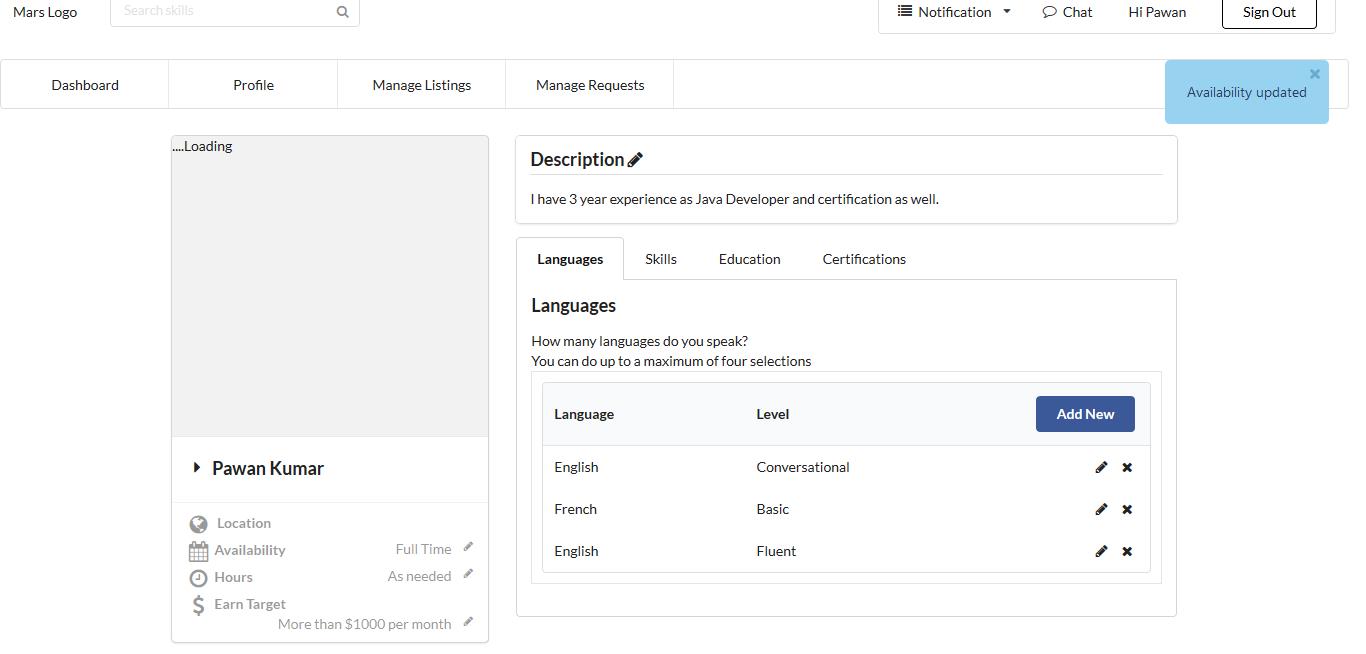 Mars Logo
Search skills
Notification
Chat
Hi Pawan
Sign Out
Dashboard
Profile
Manage Listings
Manage Requests
Availability updated
....Loading
Pawan Kumar
Location
Availability Full Time
Hours As needed
Earn Target
More than $1000 per month
Description
I have 3 year experience as Java Developer and certification as well.
Languages Skills Education Certifications
Languages
How many languages do you speak?
You can do up to a maximum of four selections
Language Level Add New
English Conversational
French Basic
English Fluent